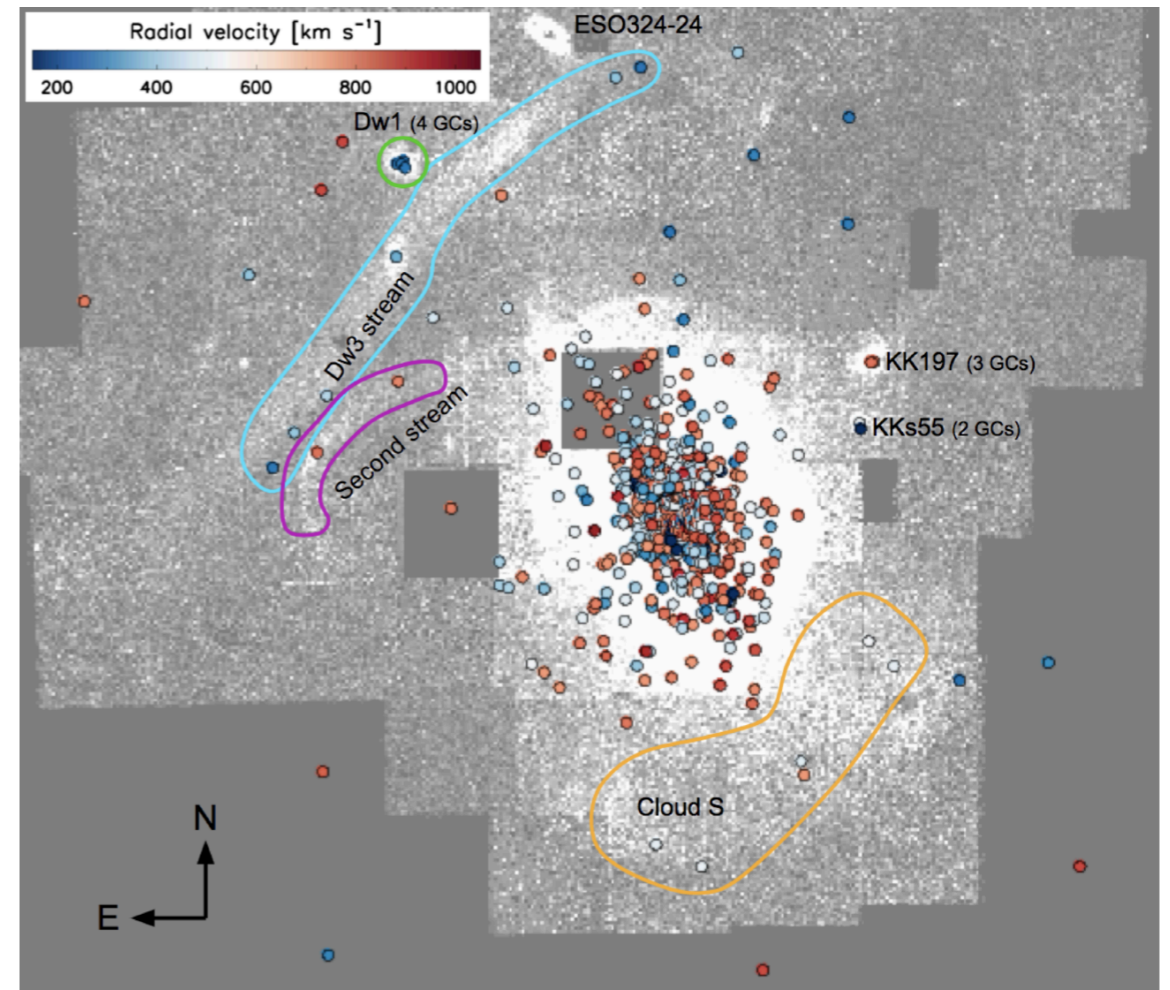 ESO324-24
Radial velocity [km s⁻¹]
200 400 600 800 1000
Dw1 (4 GCs)
Dw3 stream
KK197 (3 GCs)
Second stream
KKs55 (2 GCs)
Cloud S
N
E